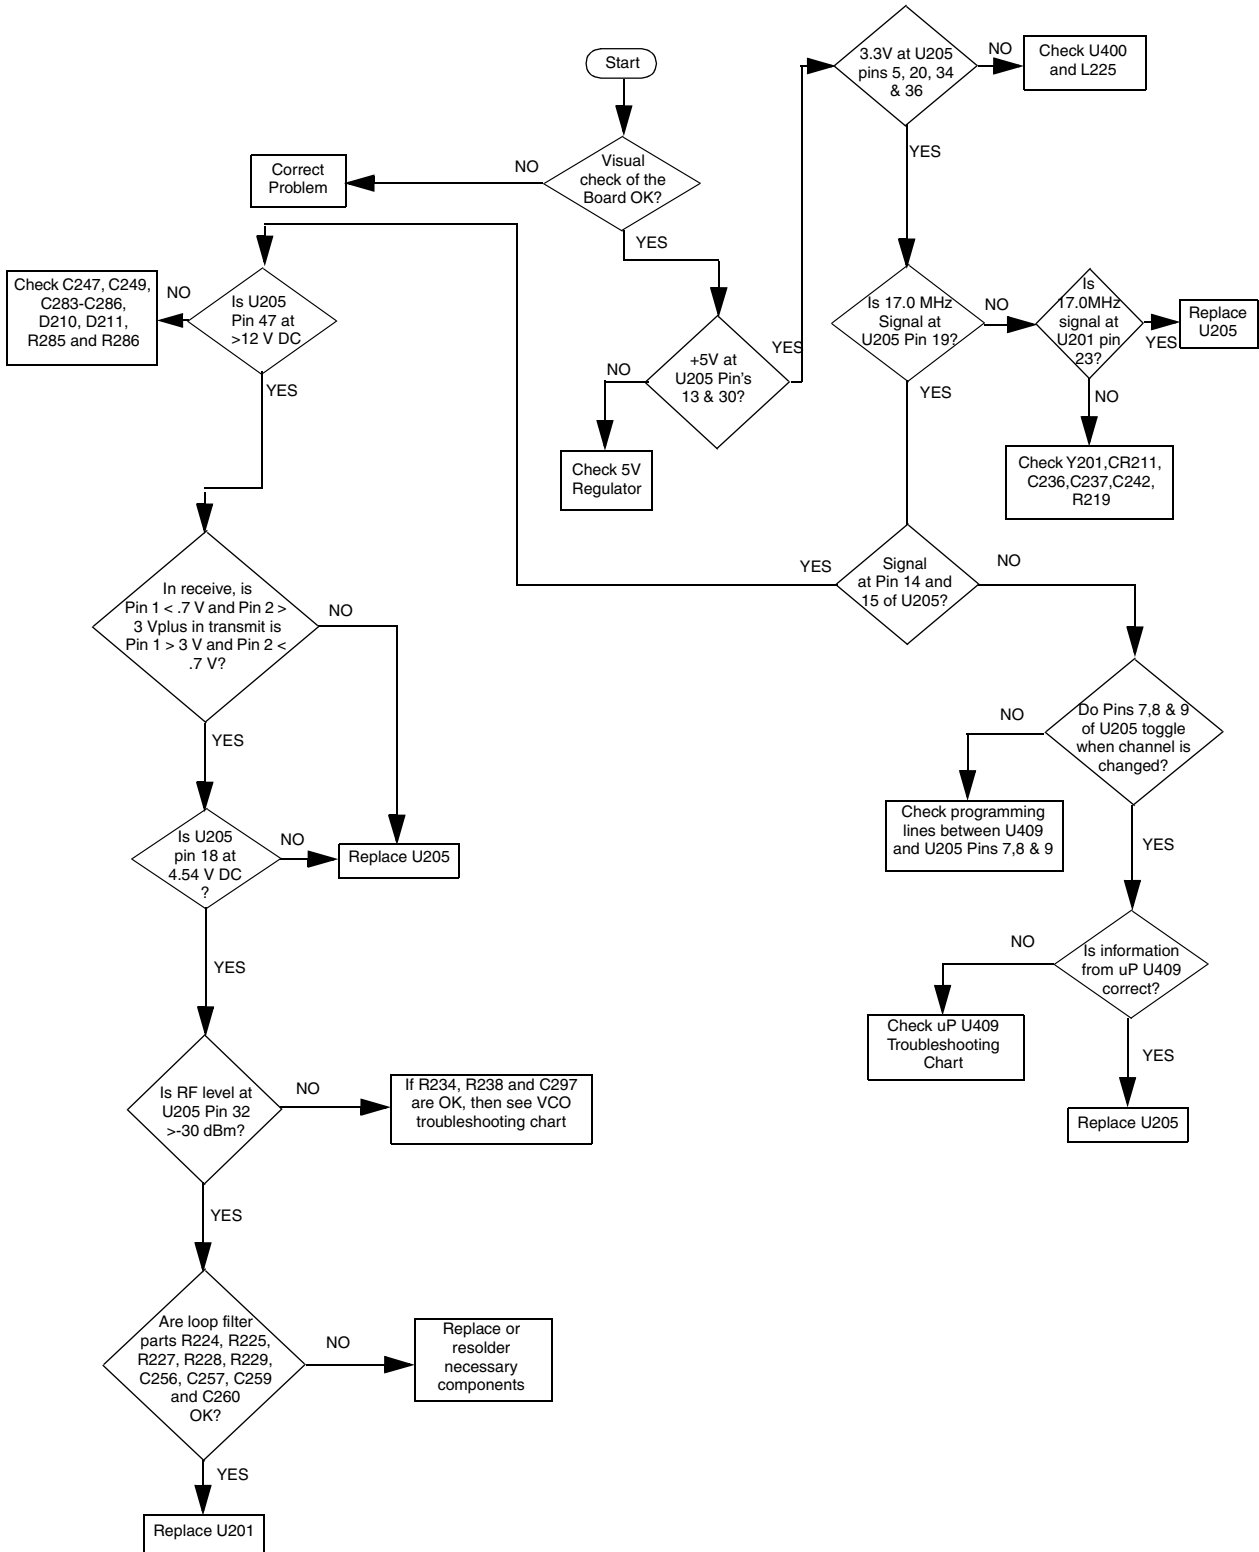 Start
Visual
check of the
Board OK?
NO
Correct
Problem
YES
+5V at
U205 Pin's
13 & 30?
NO
Check 5V
Regulator
YES
3.3V at U205
pins 5, 20, 34
& 36
NO
Check U400
and L225
YES
Is 17.0 MHz
Signal at
U205 Pin 19?
NO
Is
17.0MHz
signal at
U201 pin
23?
YES
Replace
U205
NO
Check Y201,CR211,
C236,C237,C242,
R219
YES
Signal
at Pin 14 and
15 of U205?
NO
Do Pins 7,8 & 9
of U205 toggle
when channel is
changed?
NO
Check programming
lines between U409
and U205 Pins 7,8 & 9
YES
Is information
from uP U409
correct?
NO
Check uP U409
Troubleshooting
Chart
YES
Replace U205
YES
Is U205
Pin 47 at
>12 V DC
NO
Check C247, C249,
C283-C286,
D210, D211,
R285 and R286
YES
In receive, is
Pin 1 < .7 V and Pin 2 >
3 Vplus in transmit is
Pin 1 > 3 V and Pin 2 <
.7 V?
NO
YES
Is U205
pin 18 at
4.54 V DC
?
NO
Replace U205
YES
Is RF level at
U205 Pin 32
>-30 dBm?
NO
If R234, R238 and C297
are OK, then see VCO
troubleshooting chart
YES
Are loop filter
parts R224, R225,
R227, R228, R229,
C256, C257, C259
and C260
OK?
NO
Replace or
resolder
necessary
components
YES
Replace U201